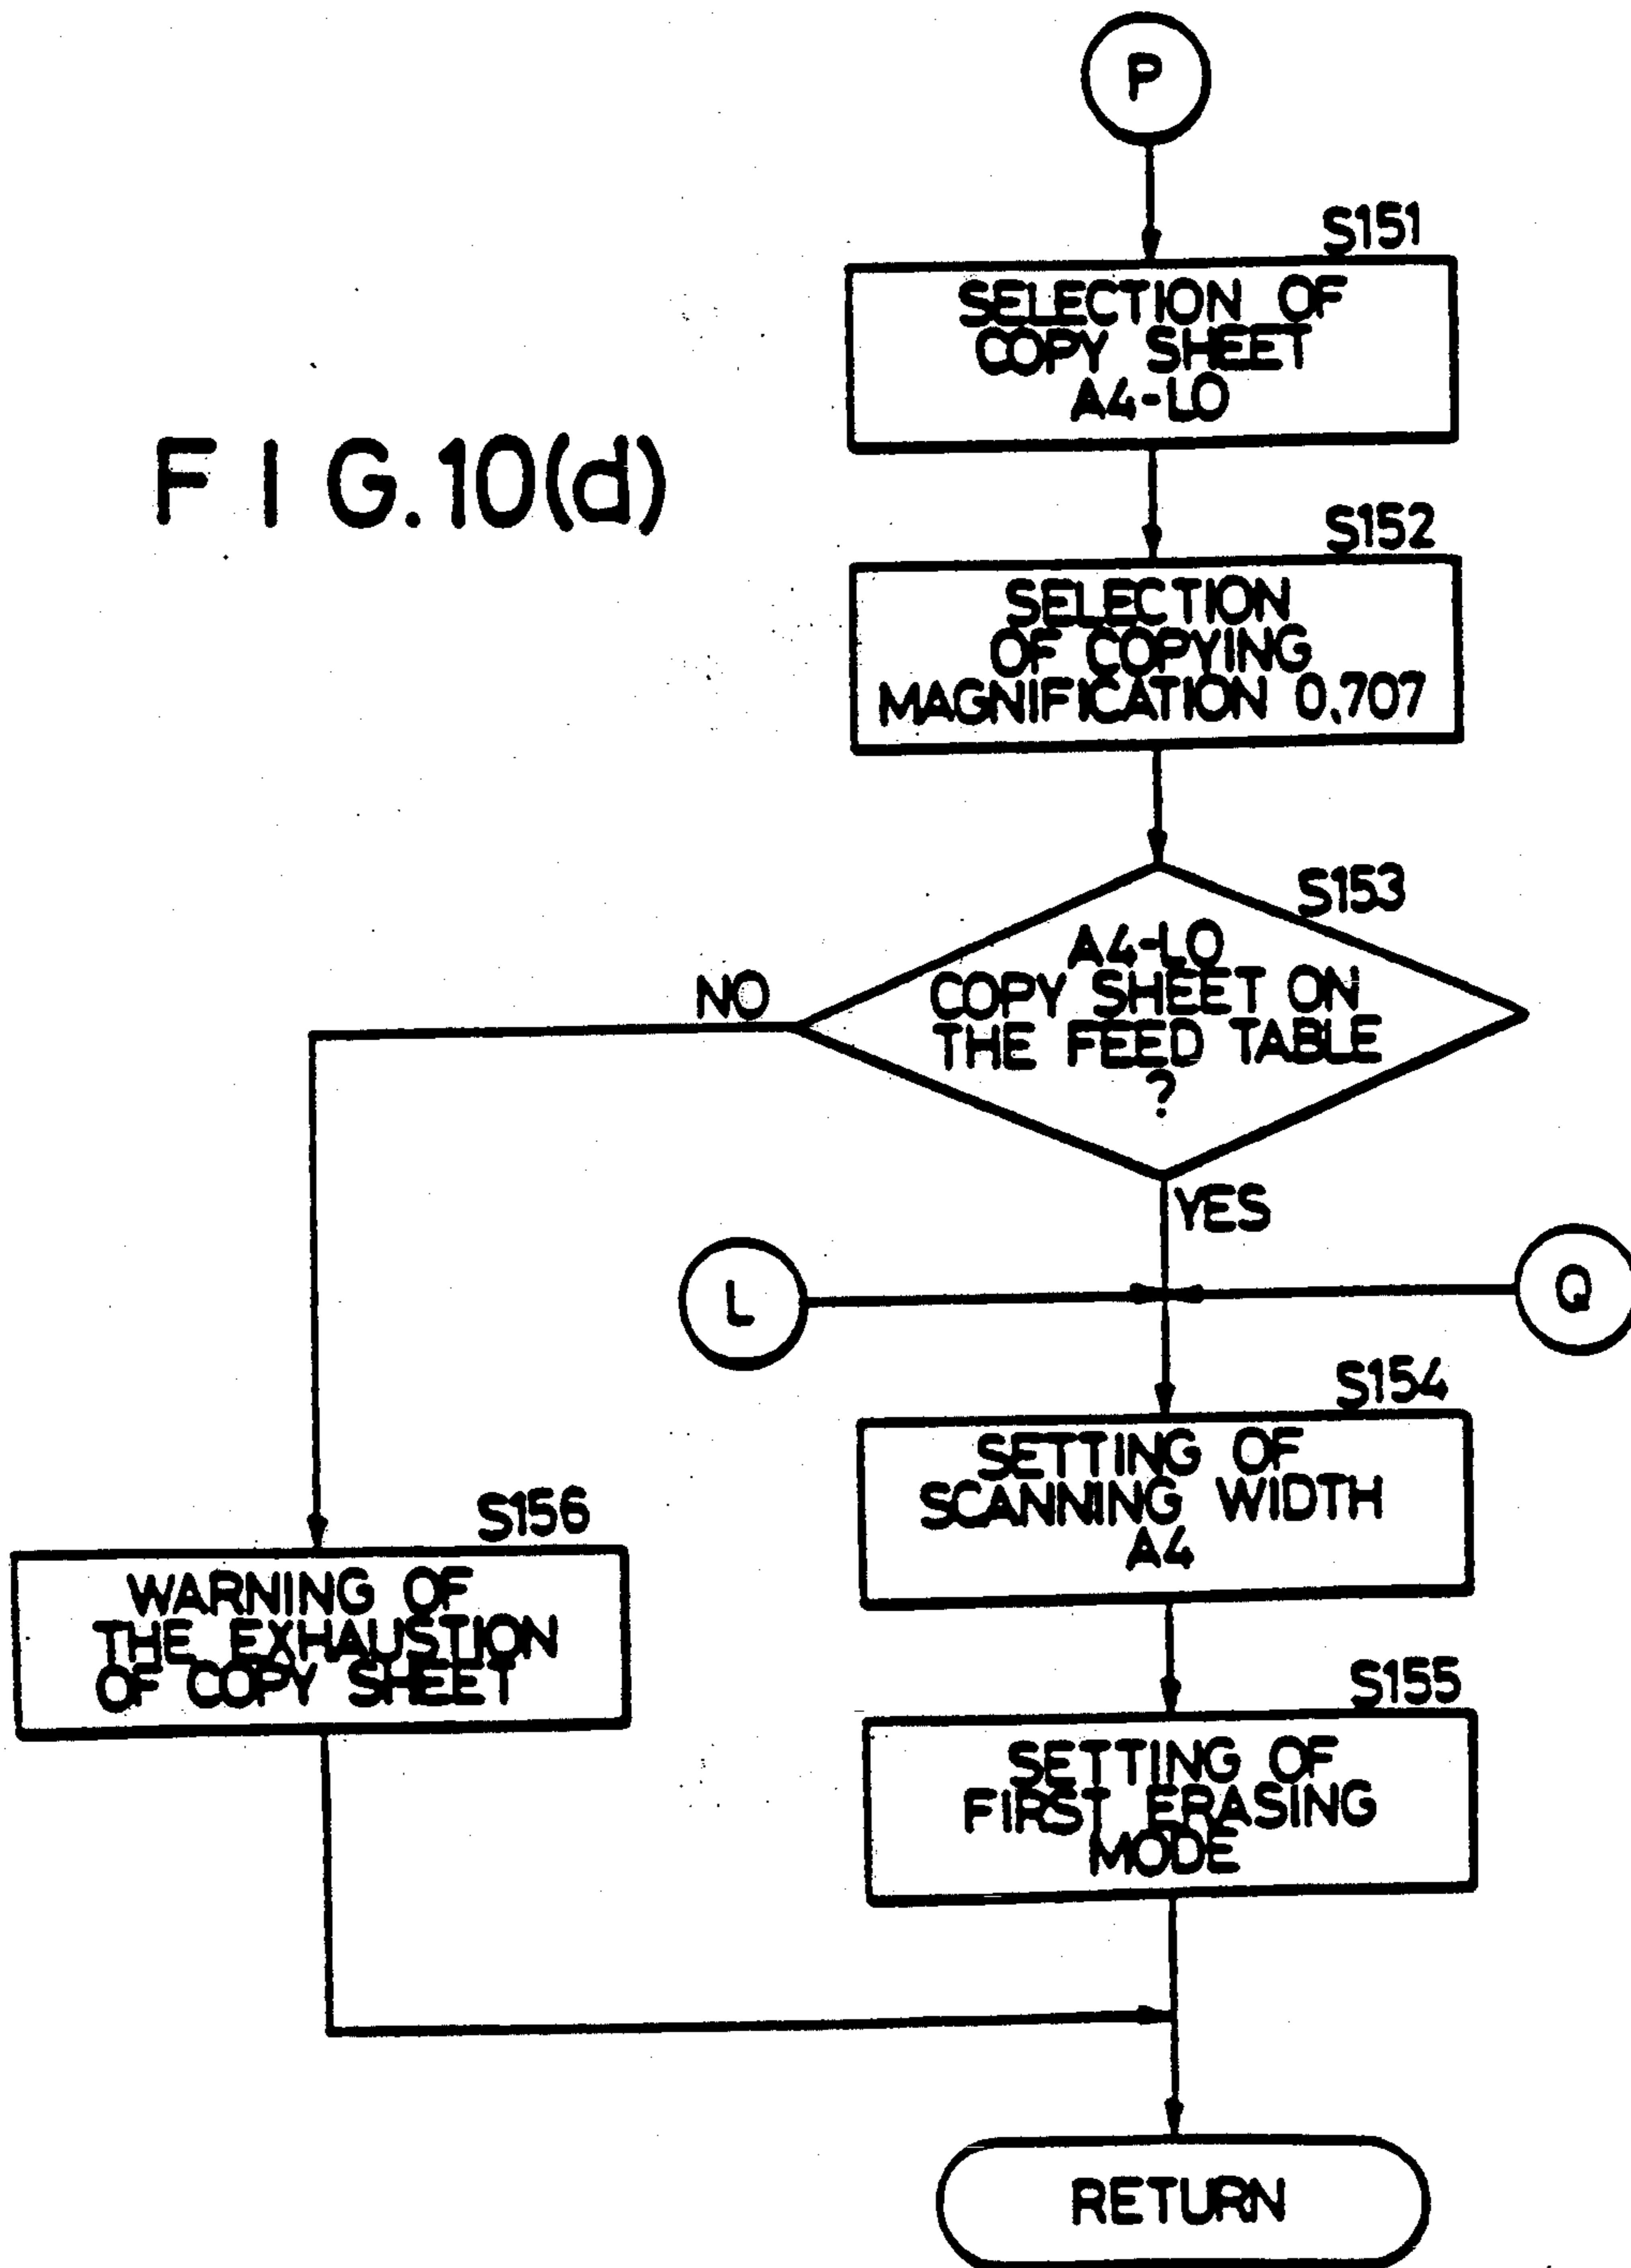 P
S151
SELECTION OF
COPY SHEET
A4-LO
FIG.10(d)
S152
SELECTION
OF COPYING
MAGNIFICATION 0.707
S153
A4-LO
COPY SHEET ON
THE FEED TABLE
?
NO
YES
L
Q
S154
SETTING OF
SCANNING WIDTH
A4
S156
WARNING OF
THE EXHAUSTION
OF COPY SHEET
S155
SETTING OF
FIRST ERASING
MODE
RETURN